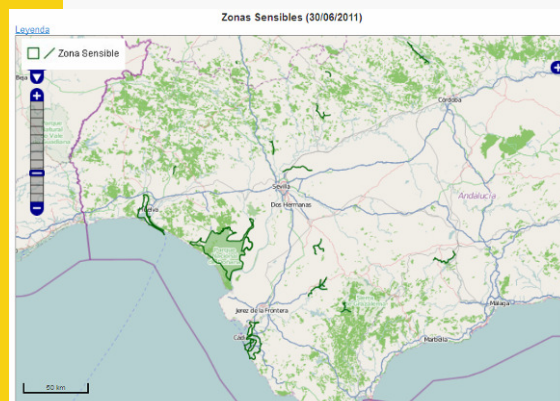 Zonas Sensibles (30/06/2011)
Leyenda
Zona Sensible
Beja
Córdoba
Sevilla
Dos Hermanas
Andalucía
Huelva
Jerez de la Frontera
Málaga
Marbella
50 km